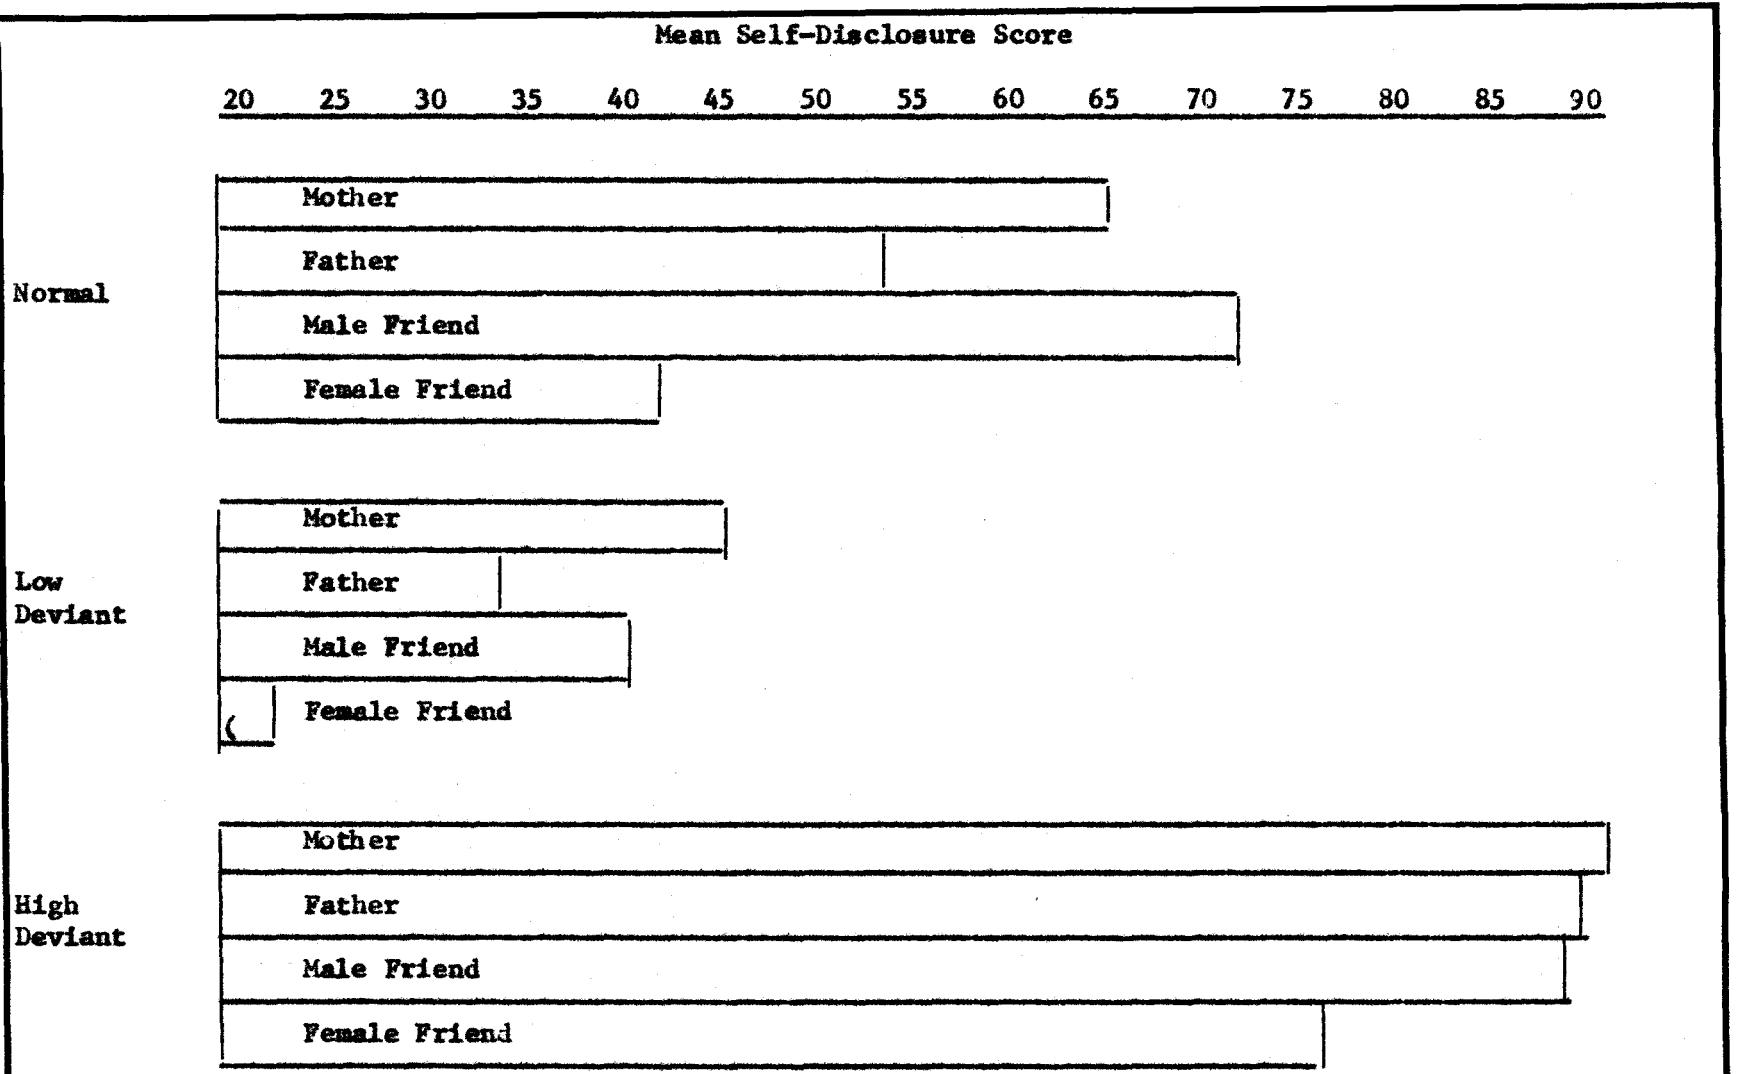 Mean Self-Disclosure Score
20 25 30 35 40 45 50 55 60 65 70 75 80 85 90
Mother
Father
Normal
Male Friend
Female Friend
Mother
Low
Father
Deviant
Male Friend
Female Friend
Mother
High
Father
Deviant
Male Friend
Female Friend